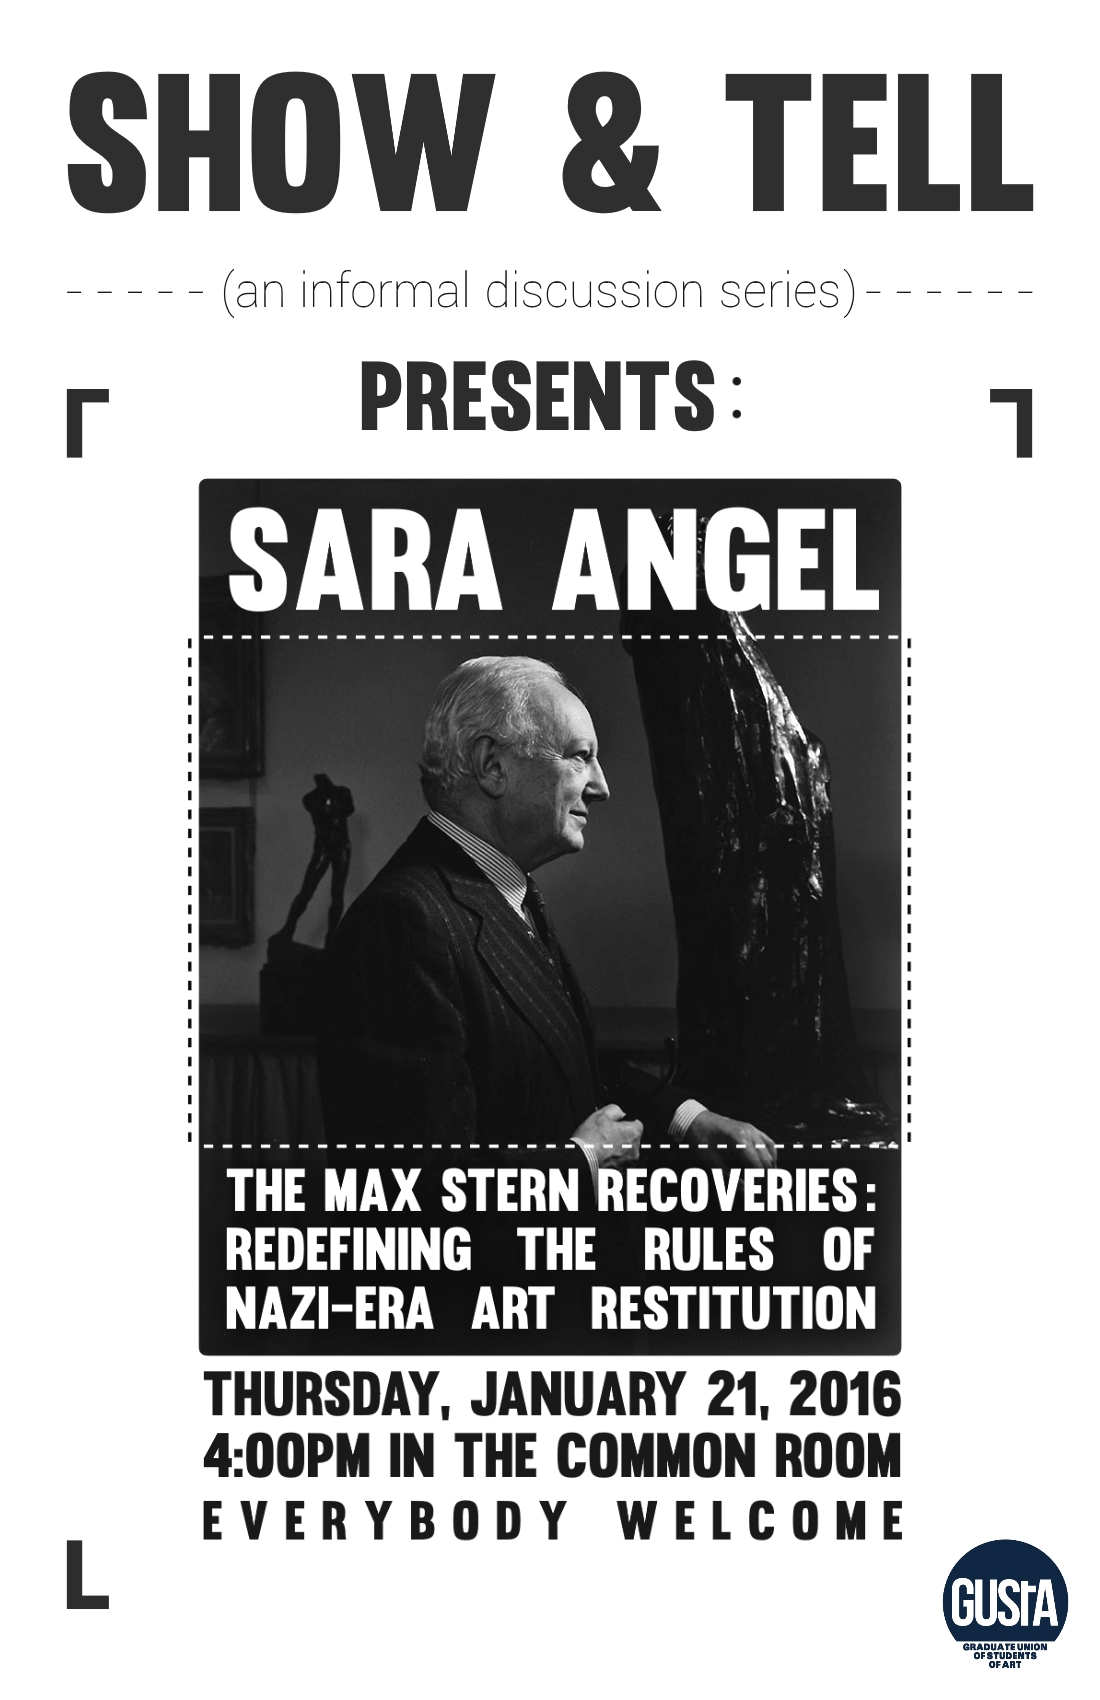 SHOW & TELL
(an informal discussion series)
PRESENTS:
SARA ANGEL
THE MAX STERN RECOVERIES:
REDEFINING THE RULES OF
NAZI-ERA ART RESTITUTION
THURSDAY, JANUARY 21, 2016
4:00PM IN THE COMMON ROOM
EVERYBODY WELCOME
GUStA
GRADUATE UNION
OF STUDENTS
OF ART